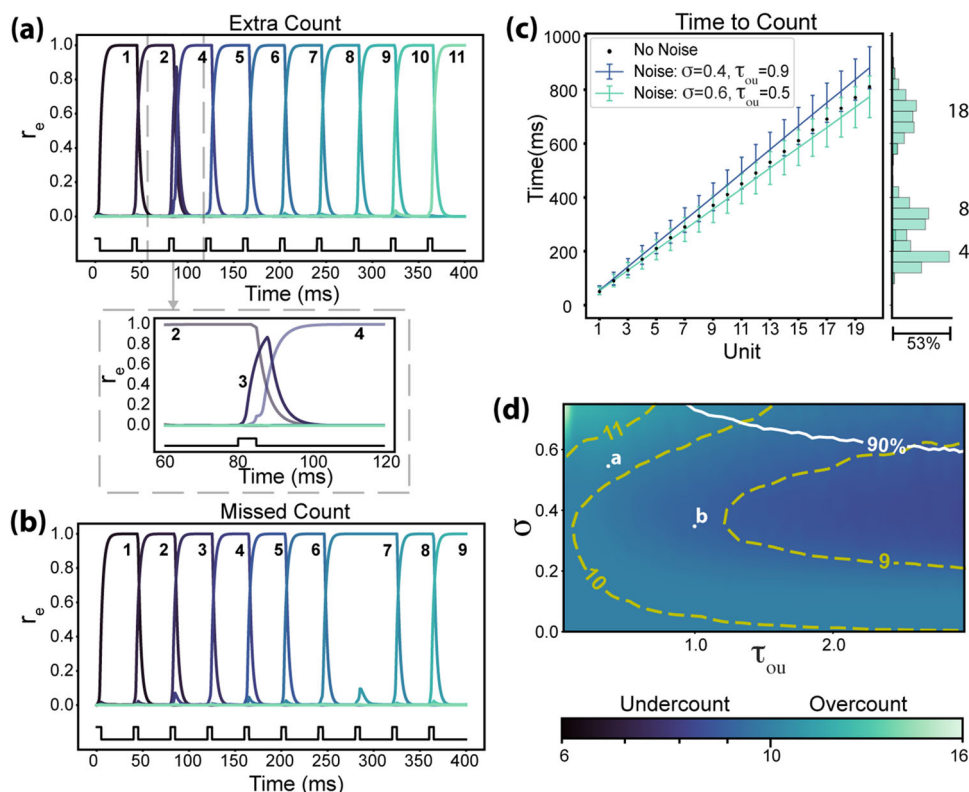 (a)
Extra Count
1.0
0.8
0.6
0.4
0.2
0.0
r_e
1 2 4 5 6 7 8 9 10 11
0 50 100 150 200 250 300 350 400
Time (ms)
1.0
0.8
0.6
0.4
0.2
0.0
r_e
2 3 4
60 80 100 120
Time (ms)
(b)
Missed Count
1.0
0.8
0.6
0.4
0.2
0.0
r_e
1 2 3 4 5 6 7 8 9
0 50 100 150 200 250 300 350 400
Time (ms)
(c)
Time to Count
1000
800
600
400
200
0
Time(ms)
No Noise
Noise: σ=0.4, τ_ou=0.9
Noise: σ=0.6, τ_ou=0.5
1 3 5 7 9 11 13 15 17 19
Unit
18
8
4
53%
(d)
0.6
0.4
0.2
0.0
σ
11
a
90%
b
9
10
1.0 2.0
τ_ou
Undercount Overcount
6 10 16